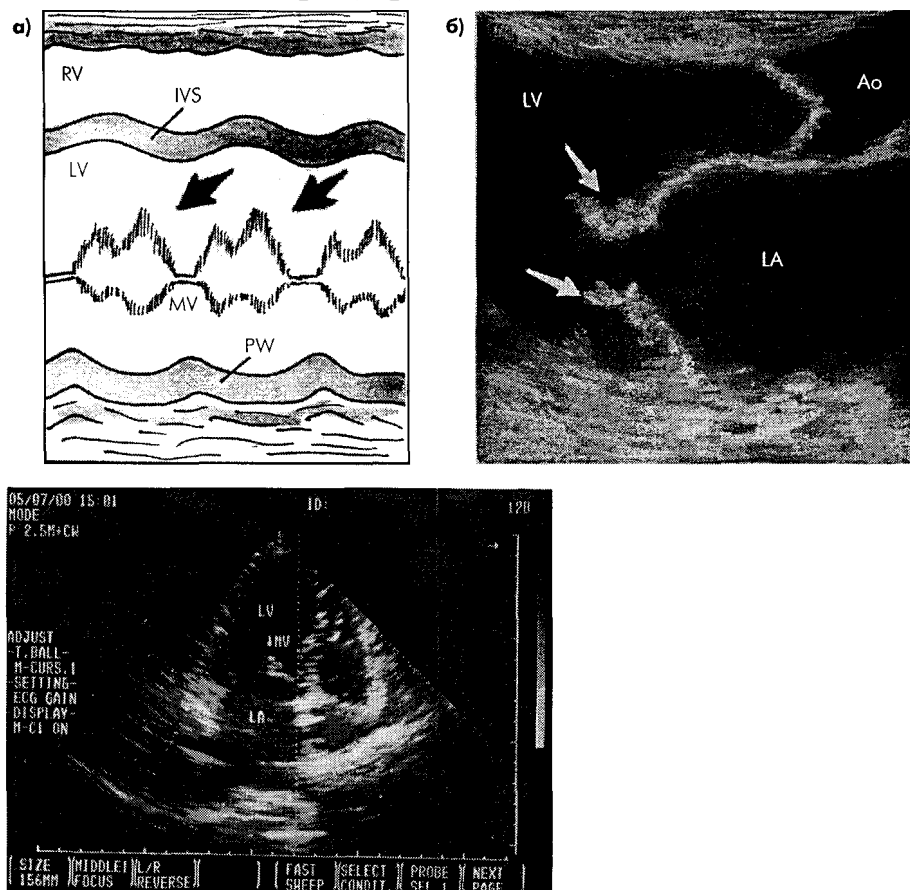 а)
RV
IVS
LV
MV
PW
б)
LV
Ao
LA
05/07/00 15:01
ID:
120
MODE
P 2.5M+CW
LV
MV
LA
ADJUST
-T.BALL-
M-CURS.1
-SETTING-
ECG GAIN
DISPLAY-
M-C1 ON
SIZE
156MM
MIDDLE1
FOCUS
L/R
REVERSE
FAST
SWEEP
SELECT
CONDIT
PROBE
SEL 1
NEXT
PAGE